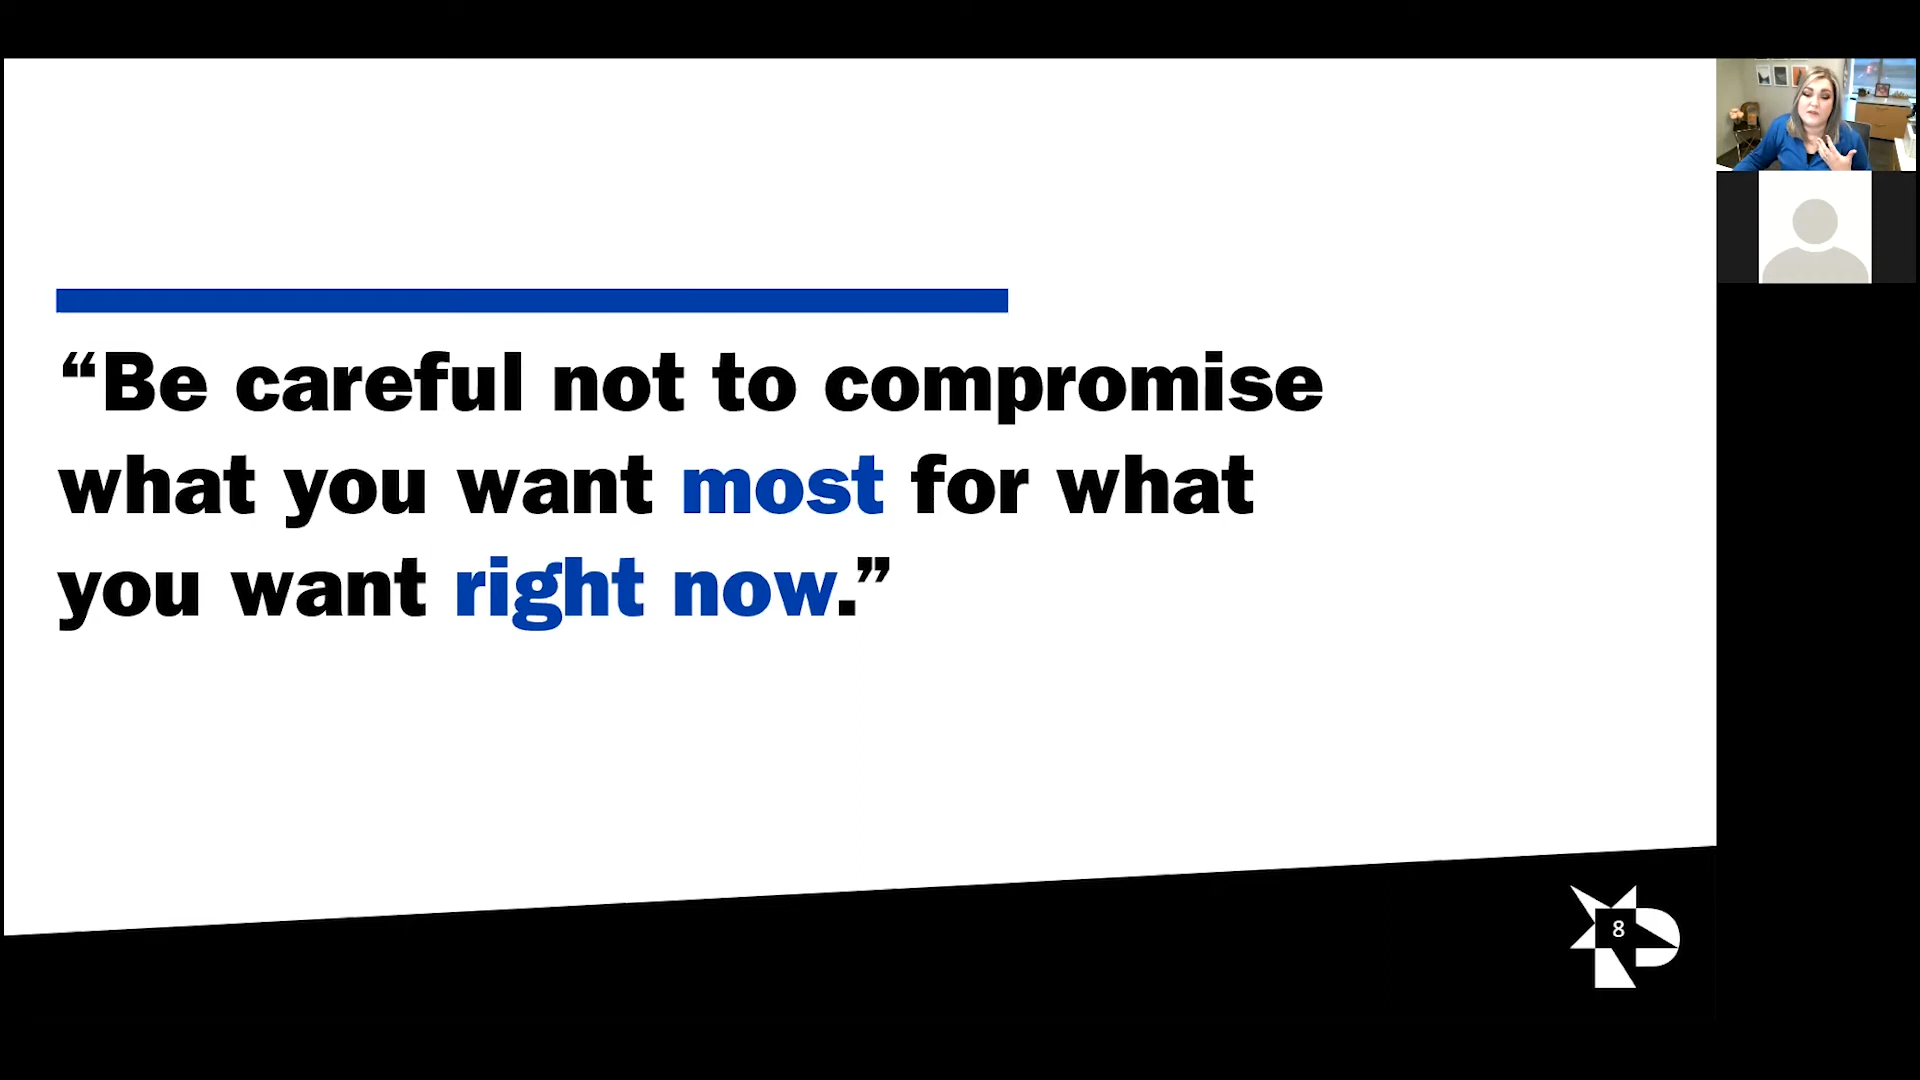 “Be careful not to compromise
what you want most for what
you want right now.”
8